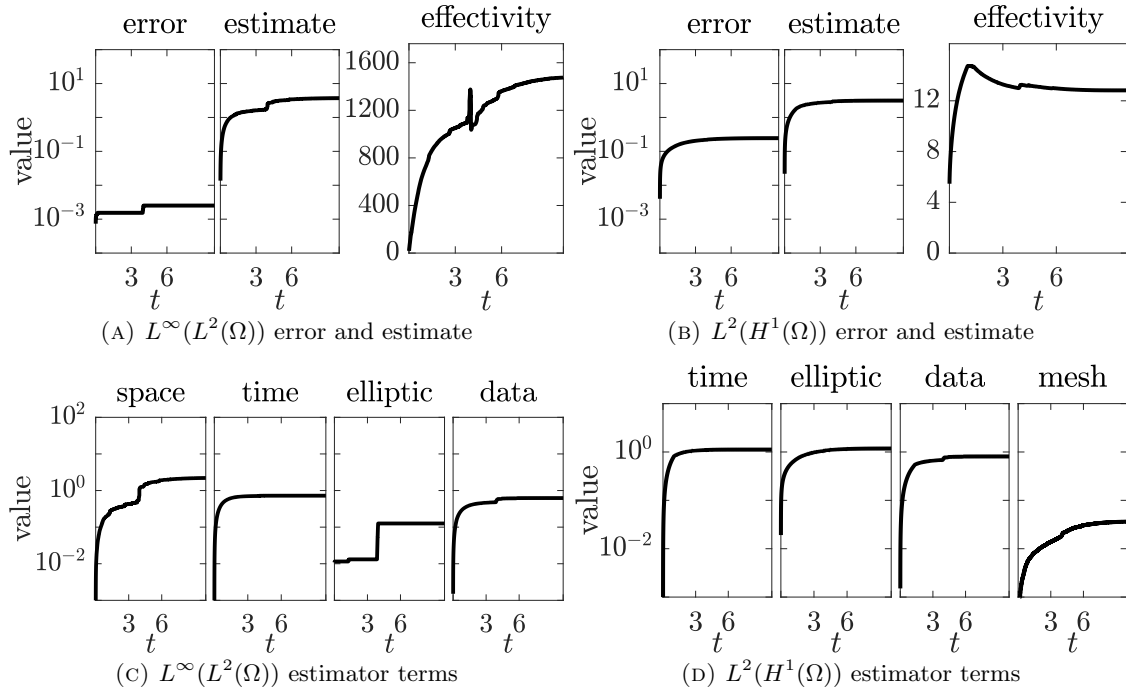 error estimate effectivity
value
10^1
10^{-1}
10^{-3}
3 6
t
3 6
t
1600
1200
800
400
0
3 6
t
(A) L^∞(L^2(Ω)) error and estimate
error estimate effectivity
value
10^1
10^{-1}
10^{-3}
3 6
t
3 6
t
12
8
4
0
3 6
t
(B) L^2(H^1(Ω)) error and estimate
space time elliptic data
value
10^2
10^0
10^{-2}
3 6
t
3 6
t
3 6
t
3 6
t
(C) L^∞(L^2(Ω)) estimator terms
time elliptic data mesh
value
10^0
10^{-2}
3 6
t
3 6
t
3 6
t
3 6
t
(D) L^2(H^1(Ω)) estimator terms